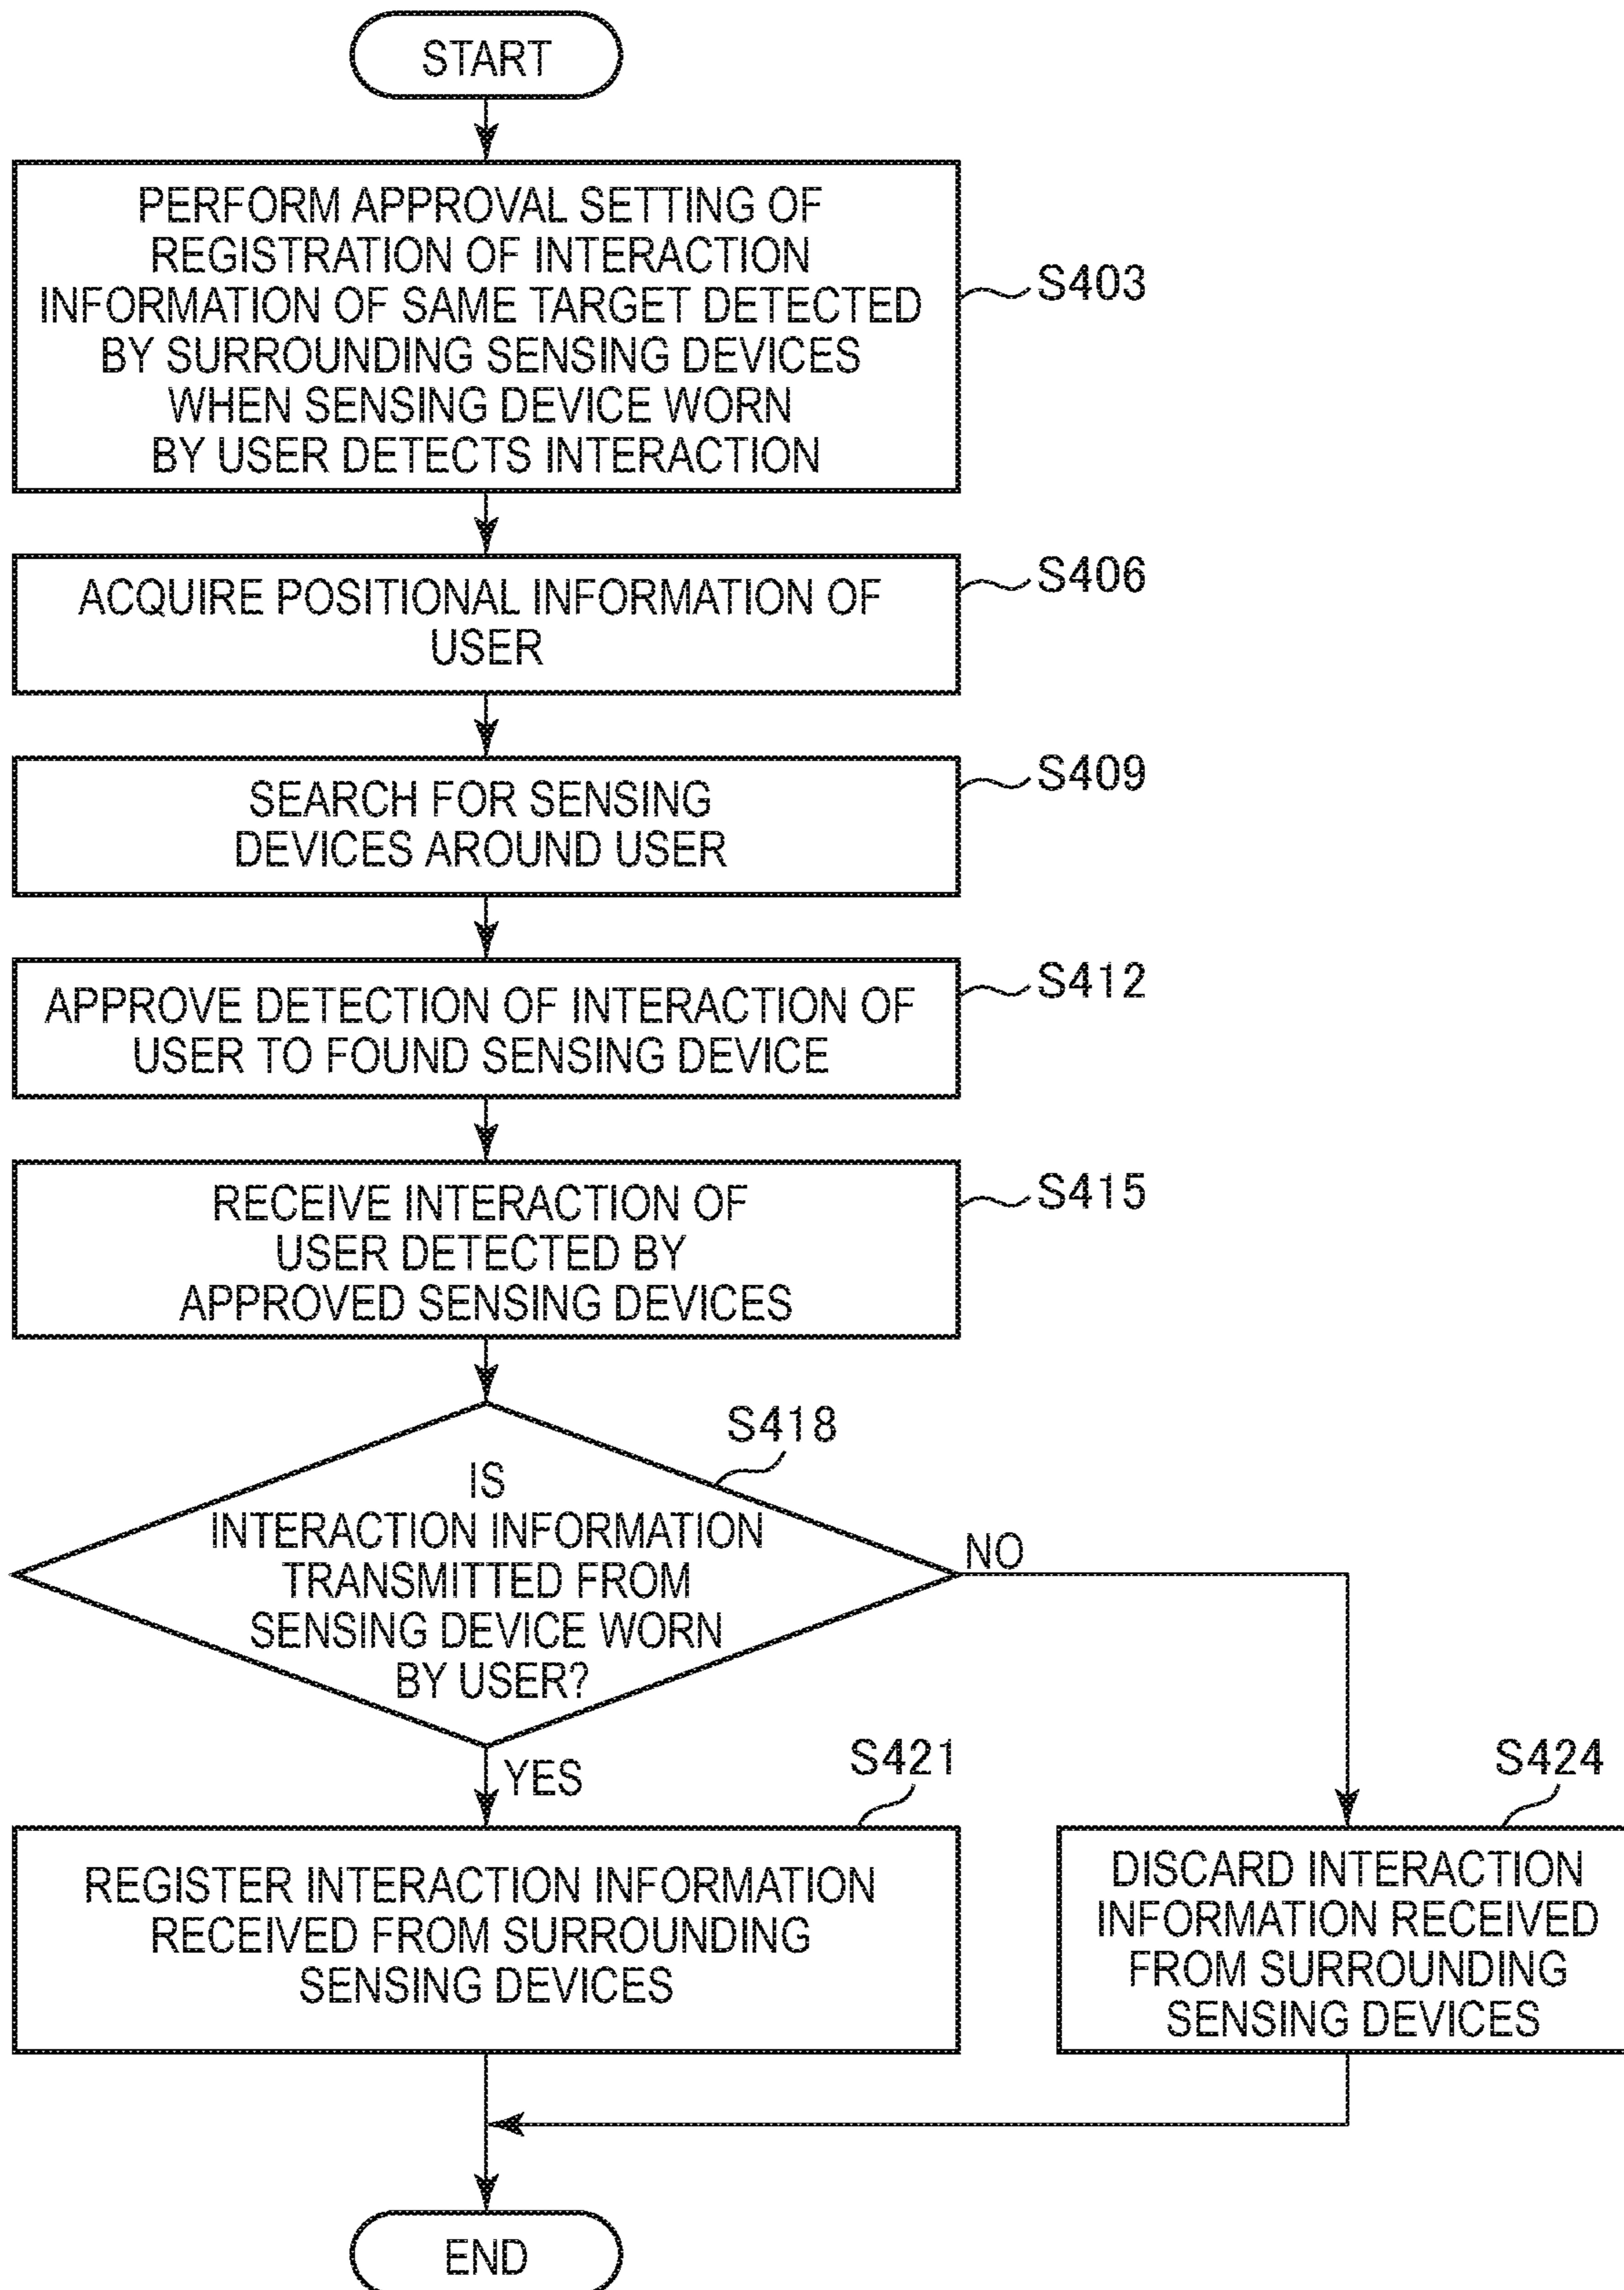 START
PERFORM APPROVAL SETTING OF
REGISTRATION OF INTERACTION
INFORMATION OF SAME TARGET DETECTED
BY SURROUNDING SENSING DEVICES
WHEN SENSING DEVICE WORN
BY USER DETECTS INTERACTION
S403
ACQUIRE POSITIONAL INFORMATION OF
USER
S406
SEARCH FOR SENSING
DEVICES AROUND USER
S409
APPROVE DETECTION OF INTERACTION OF
USER TO FOUND SENSING DEVICE
S412
RECEIVE INTERACTION OF
USER DETECTED BY
APPROVED SENSING DEVICES
S415
S418
IS
INTERACTION INFORMATION
TRANSMITTED FROM
SENSING DEVICE WORN
BY USER?
NO
YES
S421
REGISTER INTERACTION INFORMATION
RECEIVED FROM SURROUNDING
SENSING DEVICES
S424
DISCARD INTERACTION
INFORMATION RECEIVED
FROM SURROUNDING
SENSING DEVICES
END